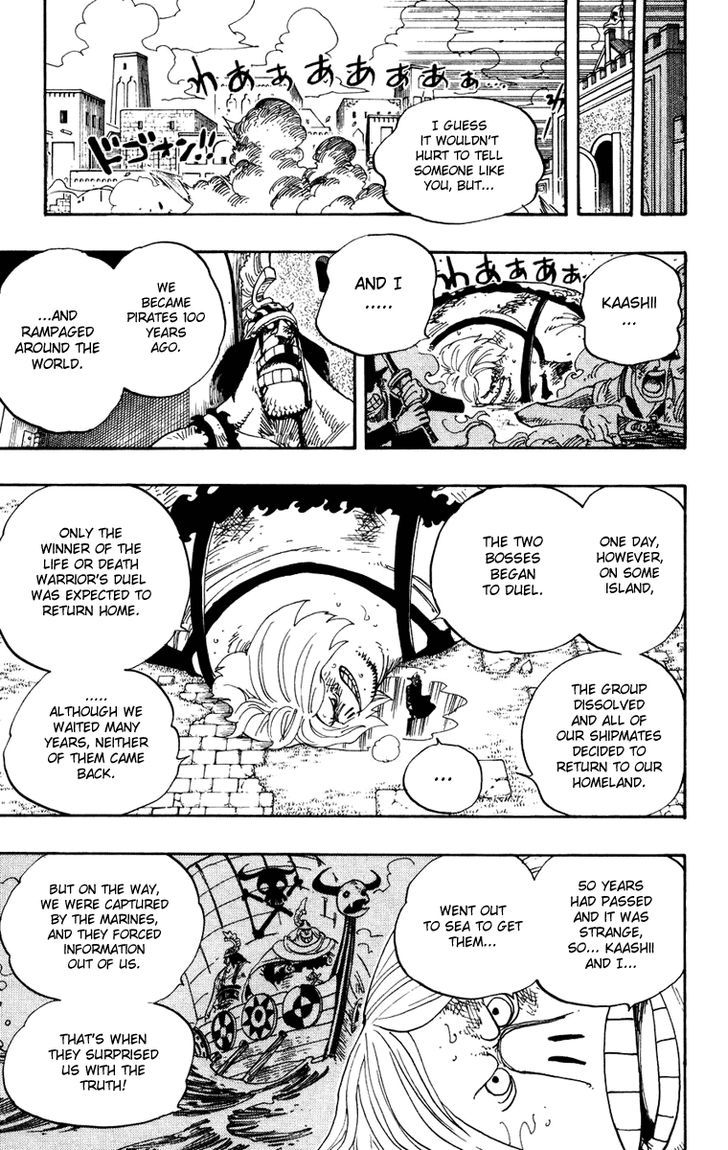 わぁぁぁぁぁぁぁぁ
わ
ドゴォン!!
I GUESS
IT WOULDN'T
HURT TO TELL
SOMEONE LIKE
YOU, BUT...
わぁぁぁぁぁ
KAASHII
...
AND I
.....
WE
BECAME
PIRATES 100
YEARS
AGO.
...AND
RAMPAGED
AROUND THE
WORLD.
ONE DAY,
HOWEVER,
ON SOME
ISLAND,
THE TWO
BOSSES
BEGAN
TO DUEL.
ONLY THE
WINNER OF THE
LIFE OR DEATH
WARRIOR'S DUEL
WAS EXPECTED TO
RETURN HOME.
THE GROUP
DISSOLVED
AND ALL OF
OUR SHIPMATES
DECIDED TO
RETURN TO OUR
HOMELAND.
...
.....
ALTHOUGH WE
WAITED MANY
YEARS, NEITHER
OF THEM CAME
BACK.
50 YEARS
HAD PASSED
AND IT WAS
STRANGE,
SO... KAASHII
AND I...
WENT OUT
TO SEA TO GET
THEM...
BUT ON THE WAY,
WE WERE CAPTURED
BY THE MARINES,
AND THEY FORCED
INFORMATION
OUT OF US.
THAT'S WHEN
THEY SURPRISED
US WITH THE
TRUTH!